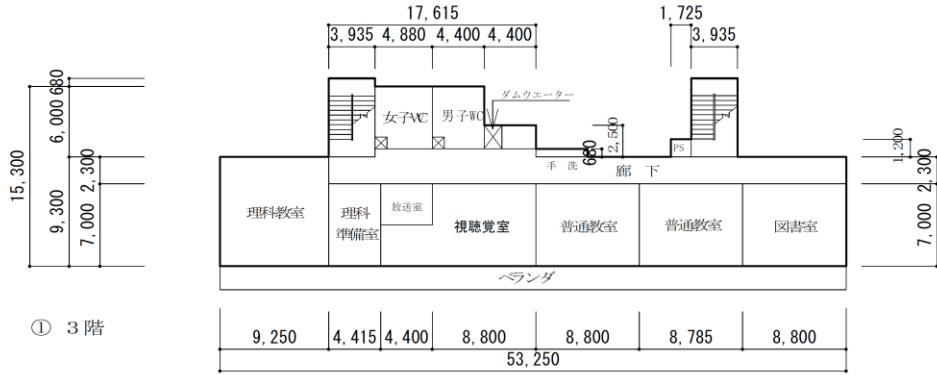 17,615
1,725
3,935 4,880 4,400 4,400
3,935
680
6,000
15,300
9,300
2,300
7,000
ダムウエーター
女子WC
男子WC
2,500
680
手 洗
廊 下
PS
1,200
2,300
7,000
理科教室
理科
準備室
放送室
視聴覚室
普通教室
普通教室
図書室
ベランダ
① 3階
9,250 4,415 4,400 8,800 8,800 8,785 8,800
53,250